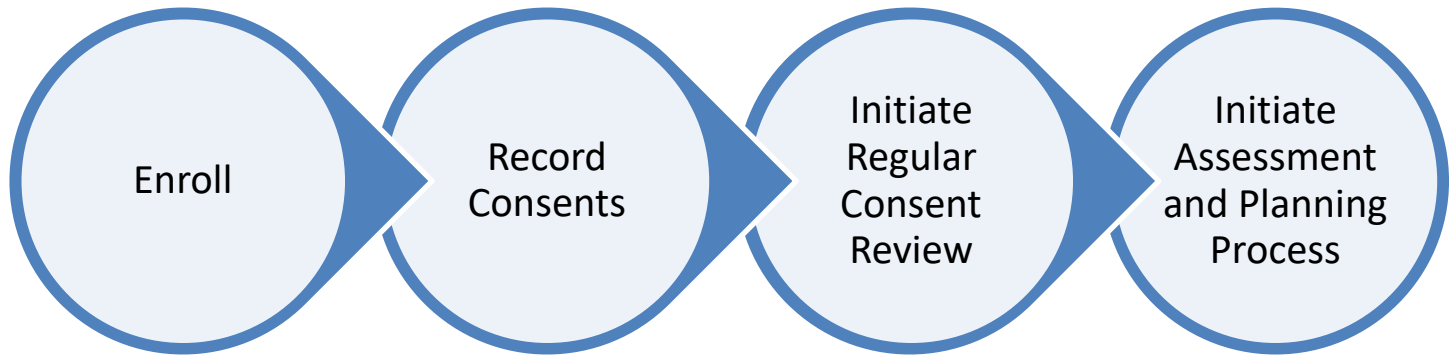 Enroll
Record
Consents
Initiate
Regular
Consent
Review
Initiate
Assessment
and Planning
Process